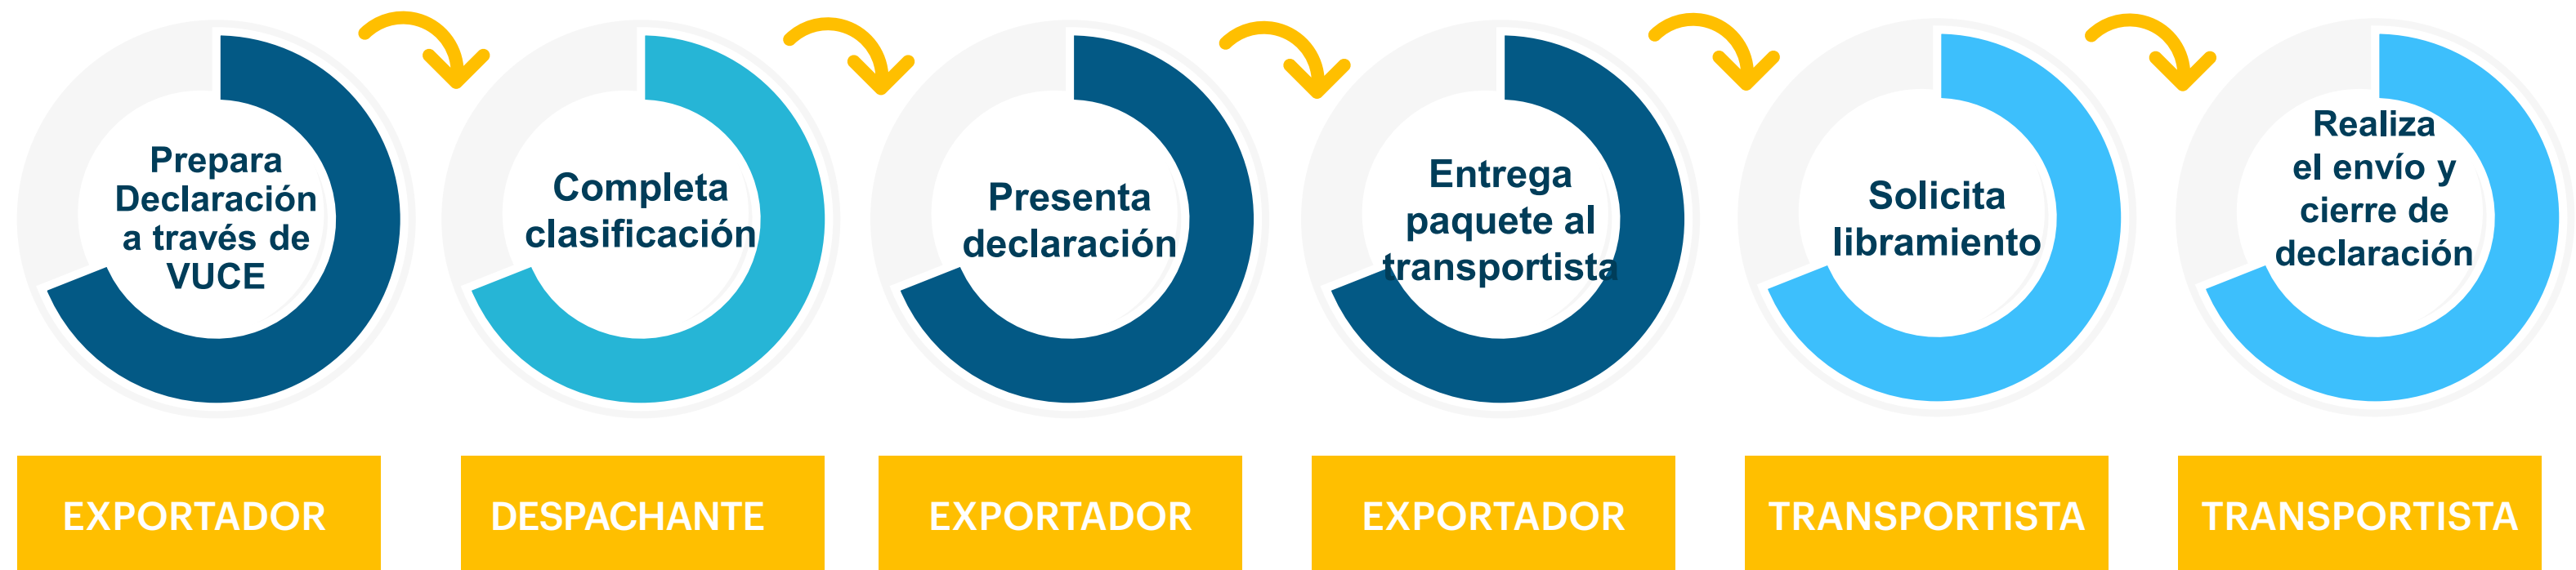 Prepara
Declaración
a través de
VUCE
Completa
clasificación
Presenta
declaración
Entrega
paquete al
transportista
Solicita
libramiento
Realiza
el envío y
cierre de
declaración
EXPORTADOR
DESPACHANTE
EXPORTADOR
EXPORTADOR
TRANSPORTISTA
TRANSPORTISTA